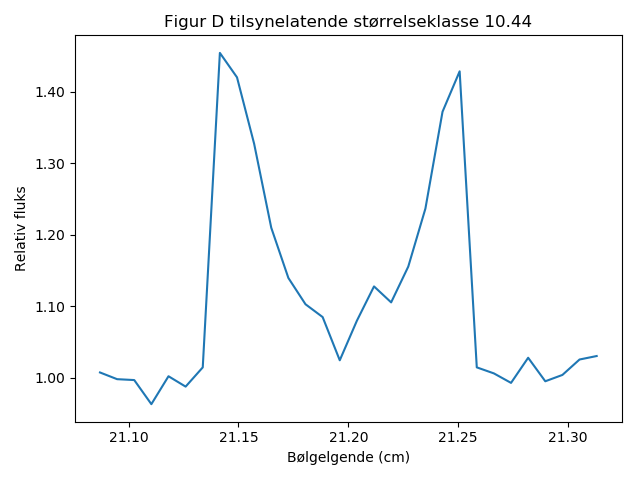 Figur D tilsynelatende størrelseklasse 10.44
1.40
1.30
1.20
1.10
1.00
Relativ fluks
21.10 21.15 21.20 21.25 21.30
Bølgelgende (cm)